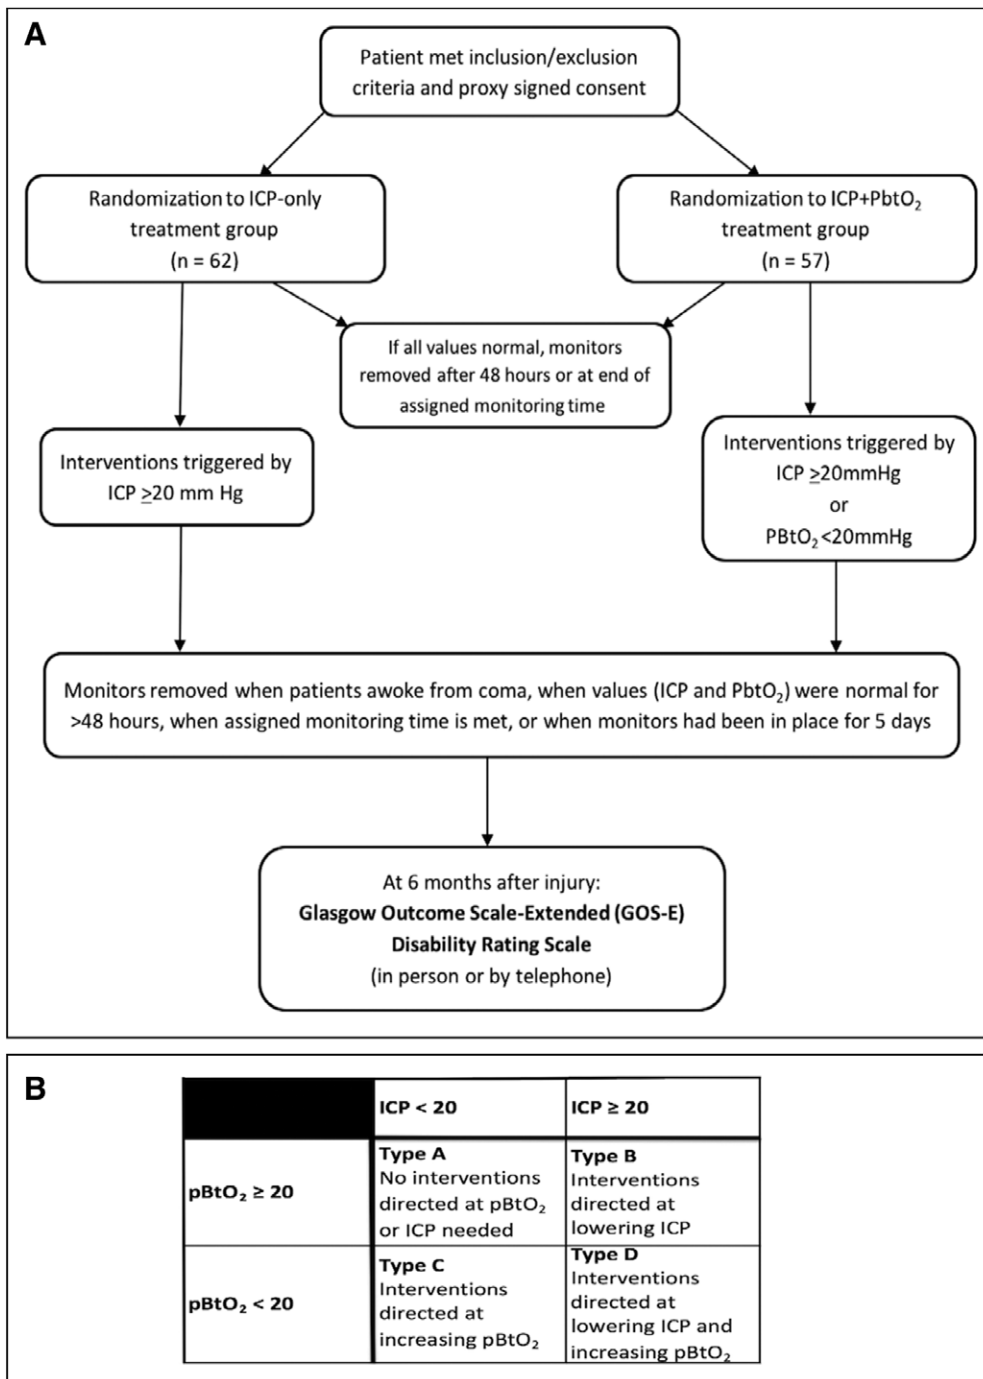 A
Patient met inclusion/exclusion
criteria and proxy signed consent
Randomization to ICP-only
treatment group
(n = 62)
Randomization to ICP+PbtO₂
treatment group
(n = 57)
If all values normal, monitors
removed after 48 hours or at end of
assigned monitoring time
Interventions triggered by
ICP ≥20 mm Hg
Interventions triggered by
ICP ≥20mmHg
or
PBtO₂<20mmHg
Monitors removed when patients awoke from coma, when values (ICP and PbtO₂) were normal for
>48 hours, when assigned monitoring time is met, or when monitors had been in place for 5 days
At 6 months after injury:
Glasgow Outcome Scale-Extended (GOS-E)
Disability Rating Scale
(in person or by telephone)
B
ICP < 20
ICP ≥ 20
pBtO₂ ≥ 20
Type A
No interventions
directed at pBtO₂
or ICP needed
Type B
Interventions
directed at
lowering ICP
pBtO₂ < 20
Type C
Interventions
directed at
increasing pBtO₂
Type D
Interventions
directed at
lowering ICP and
increasing pBtO₂